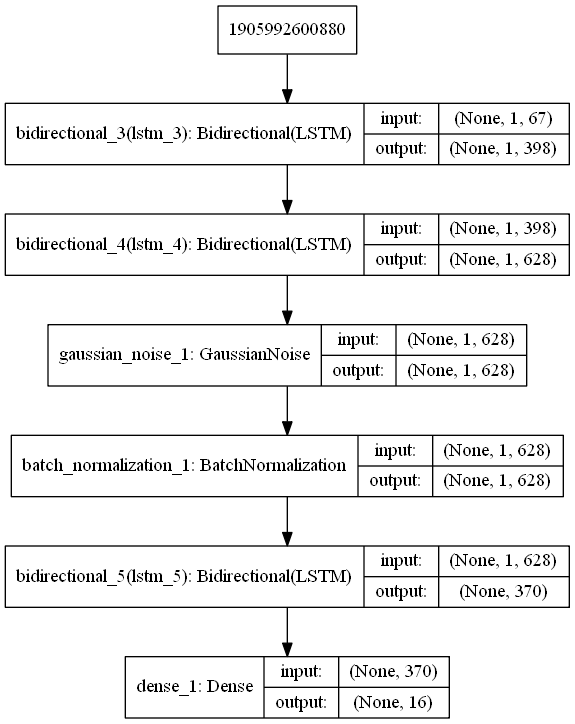 1905992600880
bidirectional_3(lstm_3): Bidirectional(LSTM)
input: (None, 1, 67)
output: (None, 1, 398)
bidirectional_4(lstm_4): Bidirectional(LSTM)
input: (None, 1, 398)
output: (None, 1, 628)
gaussian_noise_1: GaussianNoise
input: (None, 1, 628)
output: (None, 1, 628)
batch_normalization_1: BatchNormalization
input: (None, 1, 628)
output: (None, 1, 628)
bidirectional_5(lstm_5): Bidirectional(LSTM)
input: (None, 1, 628)
output: (None, 370)
dense_1: Dense
input: (None, 370)
output: (None, 16)